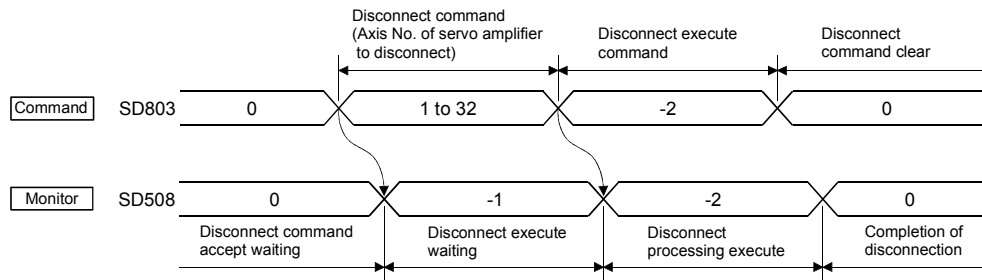 Disconnect command
(Axis No. of servo amplifier
to disconnect)
Disconnect execute
command
Disconnect
command clear
Command SD803 0 1 to 32 -2 0
Monitor SD508 0 -1 -2 0
Disconnect command
accept waiting
Disconnect execute
waiting
Disconnect
processing execute
Completion of
disconnection